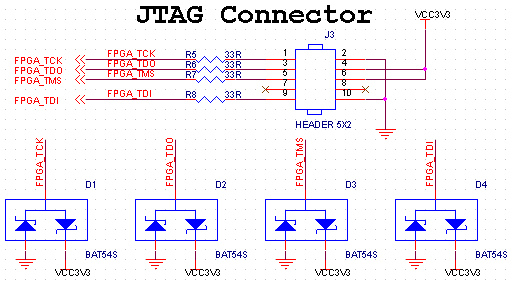 JTAG Connector
VCC3V3
J3
FPGA_TCK FPGA_TCK R5 33R 1 2
FPGA_TDO FPGA_TDO R6 33R 3 4
FPGA_TMS FPGA_TMS R7 33R 5 6
7 8
FPGA_TDI FPGA_TDI R8 33R 9 10
HEADER 5X2
FPGA_TCK FPGA_TDO FPGA_TMS FPGA_TDI
D1 D2 D3 D4
BAT54S BAT54S BAT54S BAT54S
VCC3V3 VCC3V3 VCC3V3 VCC3V3